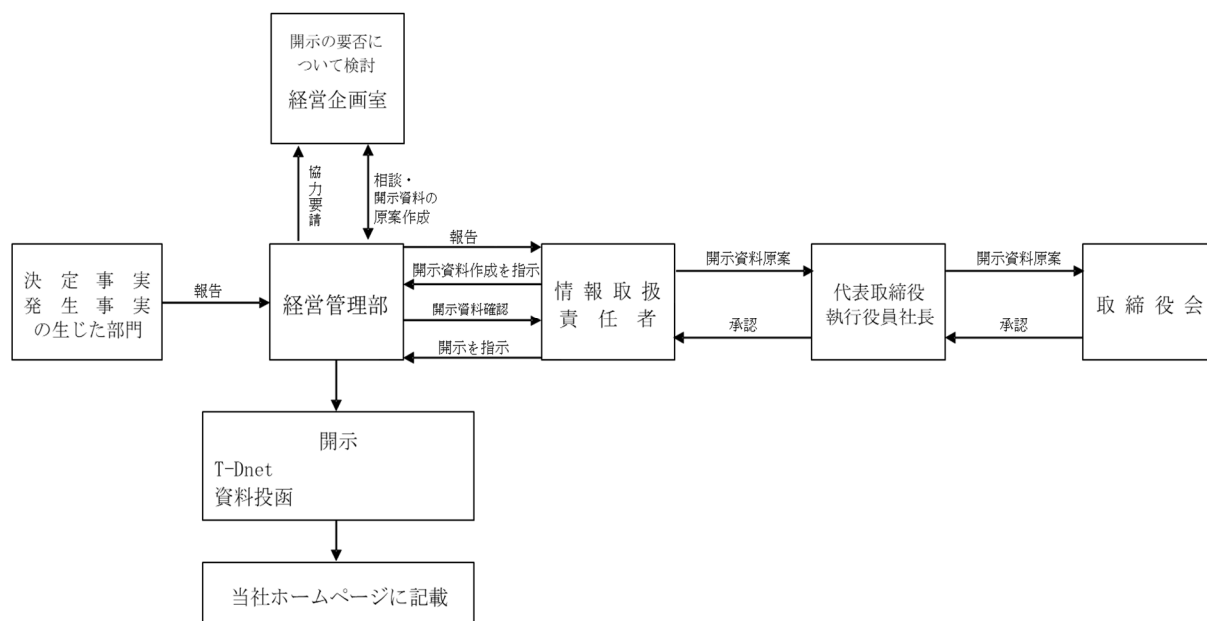 開示の要否に
ついて検討
経営企画室
協力要請
相談・
開示資料の
原案作成
決定事実
発生事実
の生じた部門
報告
経営管理部
報告
開示資料作成を指示
開示資料確認
開示を指示
情報取扱
責任者
開示資料原案
承認
代表取締役
執行役員社長
開示資料原案
承認
取締役会
開示
T-Dnet
資料投函
当社ホームページに記載